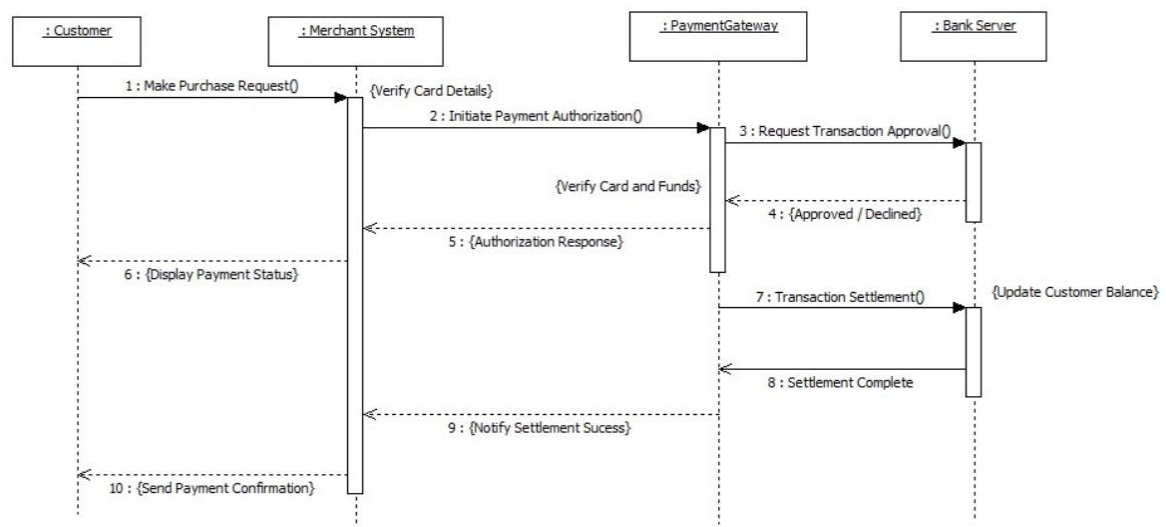 : Customer
: Merchant System
: PaymentGateway
: Bank Server
1 : Make Purchase Request()
{Verify Card Details}
2 : Initiate Payment Authorization()
3 : Request Transaction Approval()
{Verify Card and Funds}
4 : {Approved / Declined}
5 : {Authorization Response}
6 : {Display Payment Status}
7 : Transaction Settlement()
{Update Customer Balance}
8 : Settlement Complete
9 : {Notify Settlement Sucess}
10 : {Send Payment Confirmation}